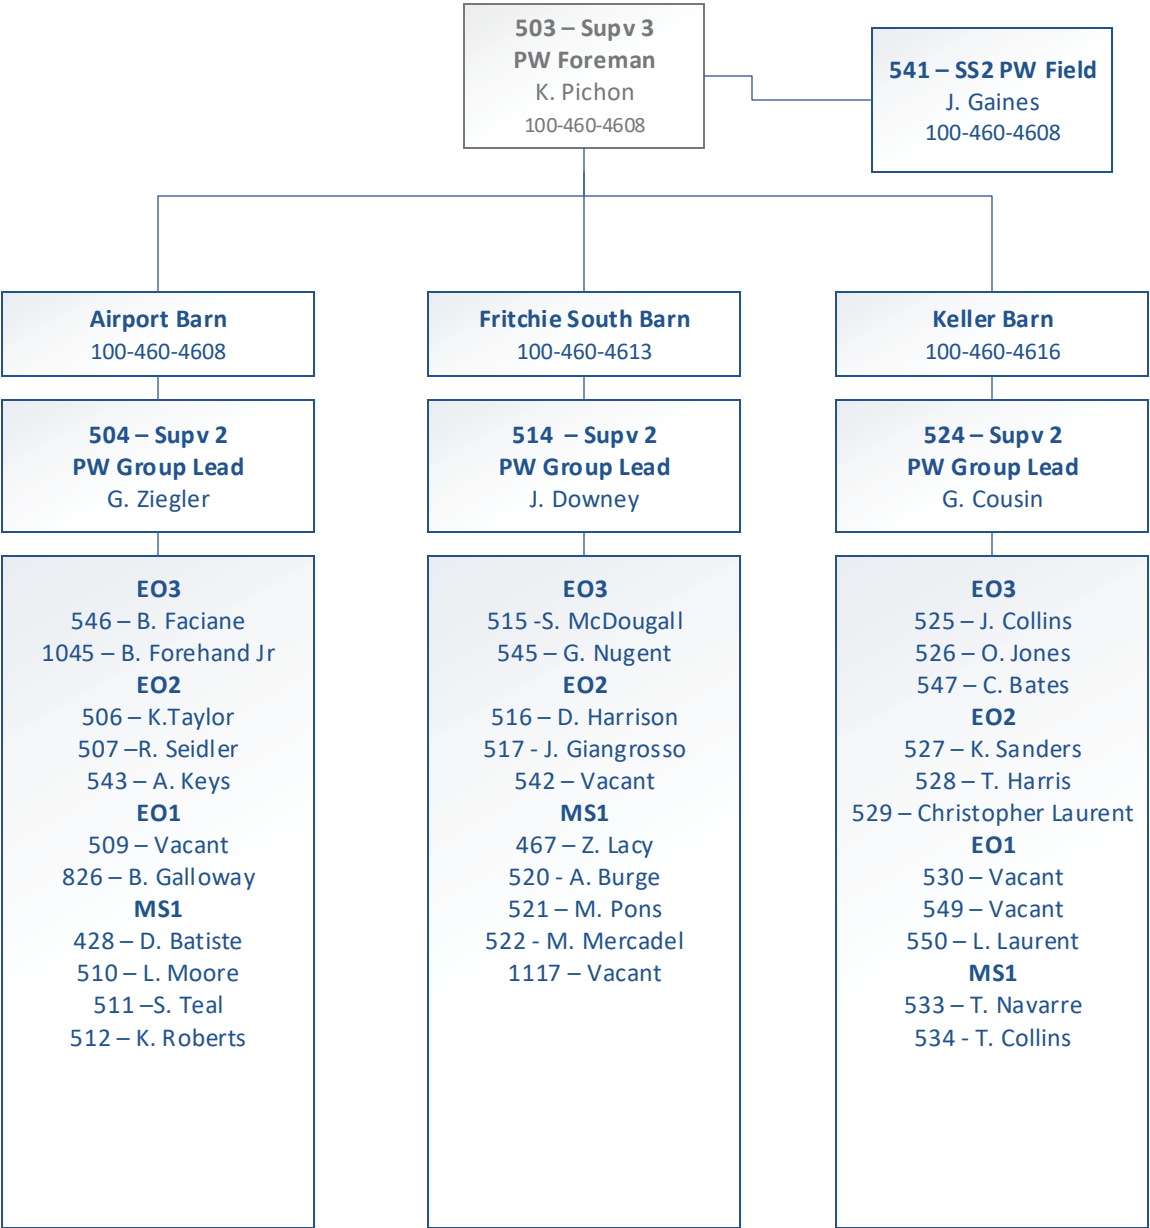 503 – Supv 3
PW Foreman
K. Pichon
100-460-4608
541 – SS2 PW Field
J. Gaines
100-460-4608
Airport Barn
100-460-4608
504 – Supv 2
PW Group Lead
G. Ziegler
EO3
546 – B. Faciane
1045 – B. Forehand Jr
EO2
506 – K.Taylor
507 –R. Seidler
543 – A. Keys
EO1
509 – Vacant
826 – B. Galloway
MS1
428 – D. Batiste
510 – L. Moore
511 –S. Teal
512 – K. Roberts
Fritchie South Barn
100-460-4613
514 – Supv 2
PW Group Lead
J. Downey
EO3
515 -S. McDougall
545 – G. Nugent
EO2
516 – D. Harrison
517 - J. Giangrosso
542 – Vacant
MS1
467 – Z. Lacy
520 - A. Burge
521 – M. Pons
522 - M. Mercadel
1117 – Vacant
Keller Barn
100-460-4616
524 – Supv 2
PW Group Lead
G. Cousin
EO3
525 – J. Collins
526 – O. Jones
547 – C. Bates
EO2
527 – K. Sanders
528 – T. Harris
529 – Christopher Laurent
EO1
530 – Vacant
549 – Vacant
550 – L. Laurent
MS1
533 – T. Navarre
534 - T. Collins